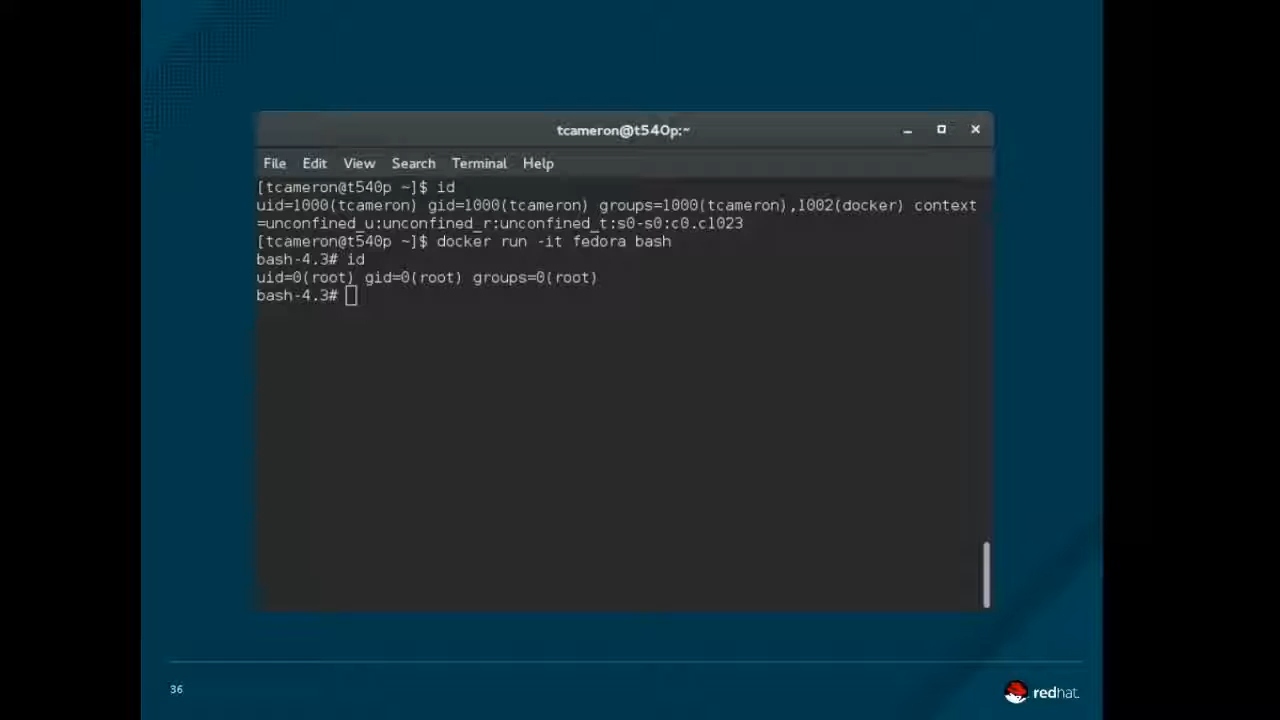 tcameron@t540p:~
File Edit View Search Terminal Help
[tcameron@t540p ~]$ id
uid=1000(tcameron) gid=1000(tcameron) groups=1000(tcameron),1002(docker) context
=unconfined_u:unconfined_r:unconfined_t:s0-s0:c0.c1023
[tcameron@t540p ~]$ docker run -it fedora bash
bash-4.3# id
uid=0(root) gid=0(root) groups=0(root)
bash-4.3#
36
redhat.